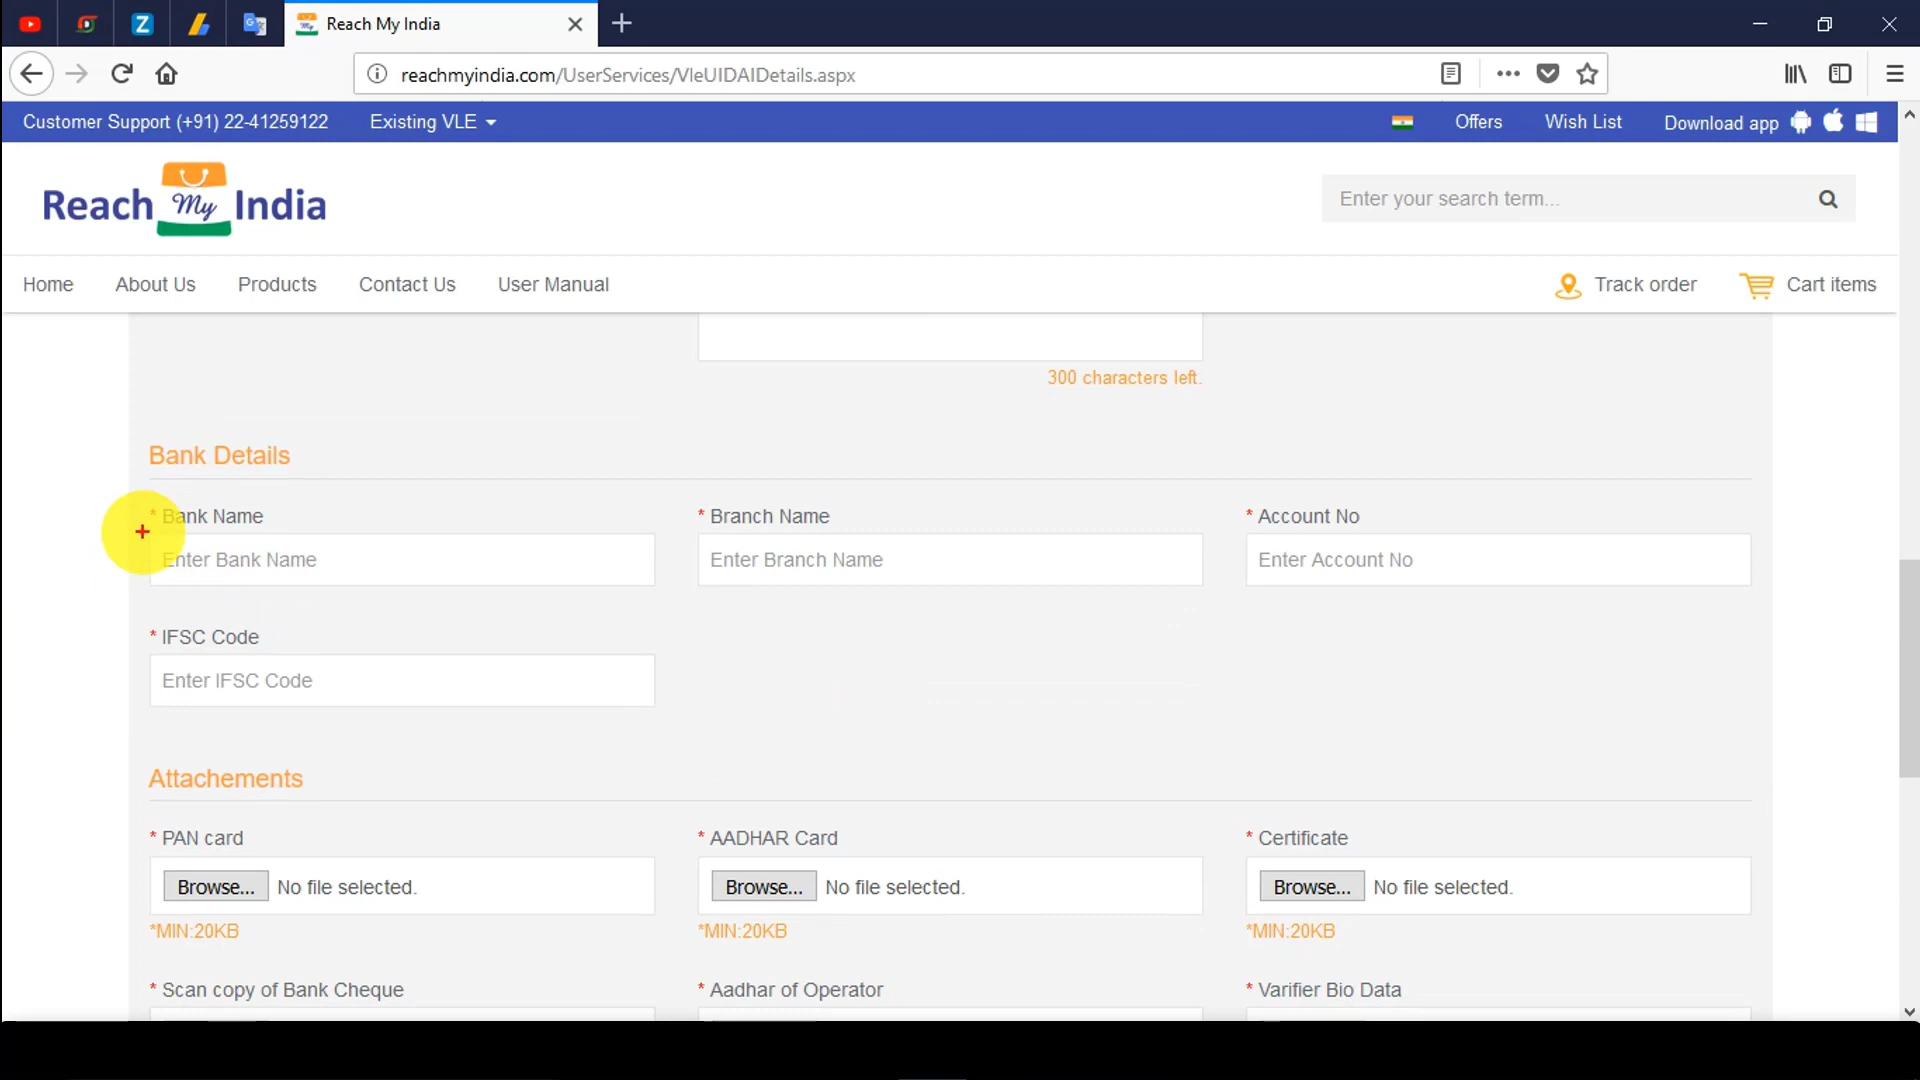 Reach My India
reachmyindia.com/UserServices/VleUIDAIDetails.aspx
Customer Support (+91) 22-41259122 Existing VLE Offers Wish List Download app
Reach My India Enter your search term...
Home About Us Products Contact Us User Manual Track order Cart items
300 characters left.
Bank Details
* Bank Name * Branch Name * Account No
Enter Bank Name Enter Branch Name Enter Account No
* IFSC Code
Enter IFSC Code
Attachements
* PAN card * AADHAR Card * Certificate
Browse... No file selected. Browse... No file selected. Browse... No file selected.
*MIN:20KB *MIN:20KB *MIN:20KB
* Scan copy of Bank Cheque * Aadhar of Operator * Varifier Bio Data